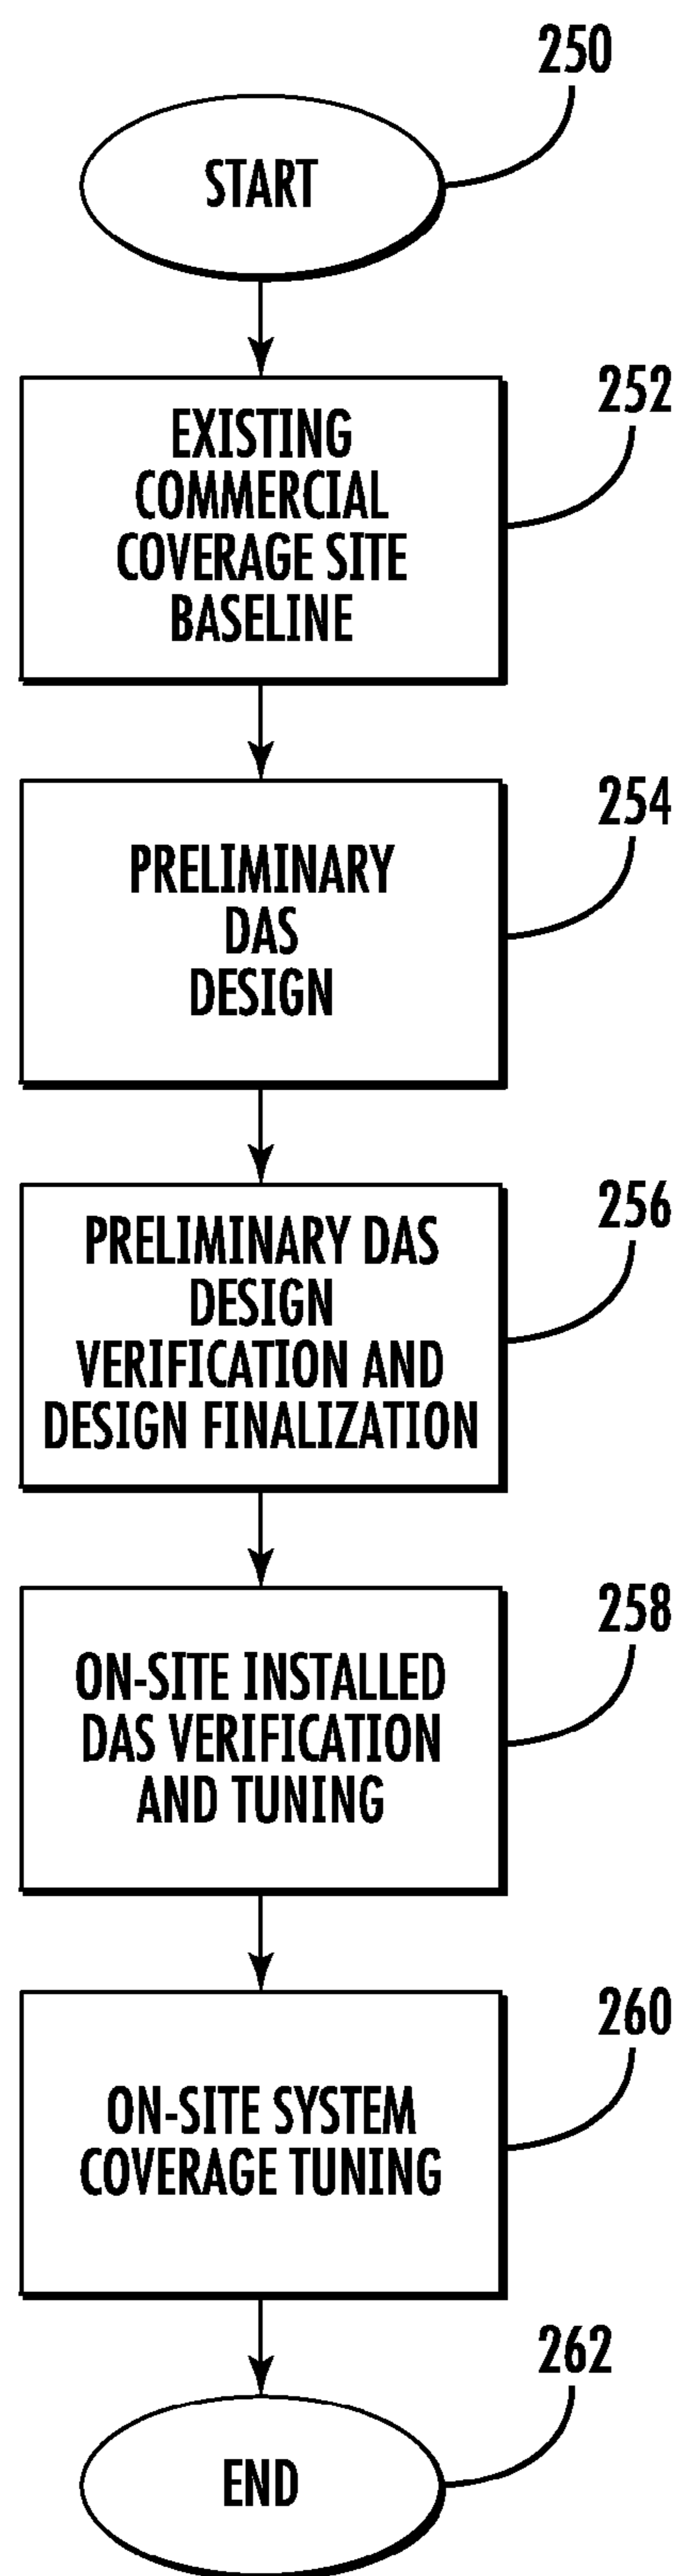 250
START
252
EXISTING
COMMERCIAL
COVERAGE SITE
BASELINE
254
PRELIMINARY
DAS
DESIGN
256
PRELIMINARY DAS
DESIGN
VERIFICATION AND
DESIGN FINALIZATION
258
ON-SITE INSTALLED
DAS VERIFICATION
AND TUNING
260
ON-SITE SYSTEM
COVERAGE TUNING
262
END